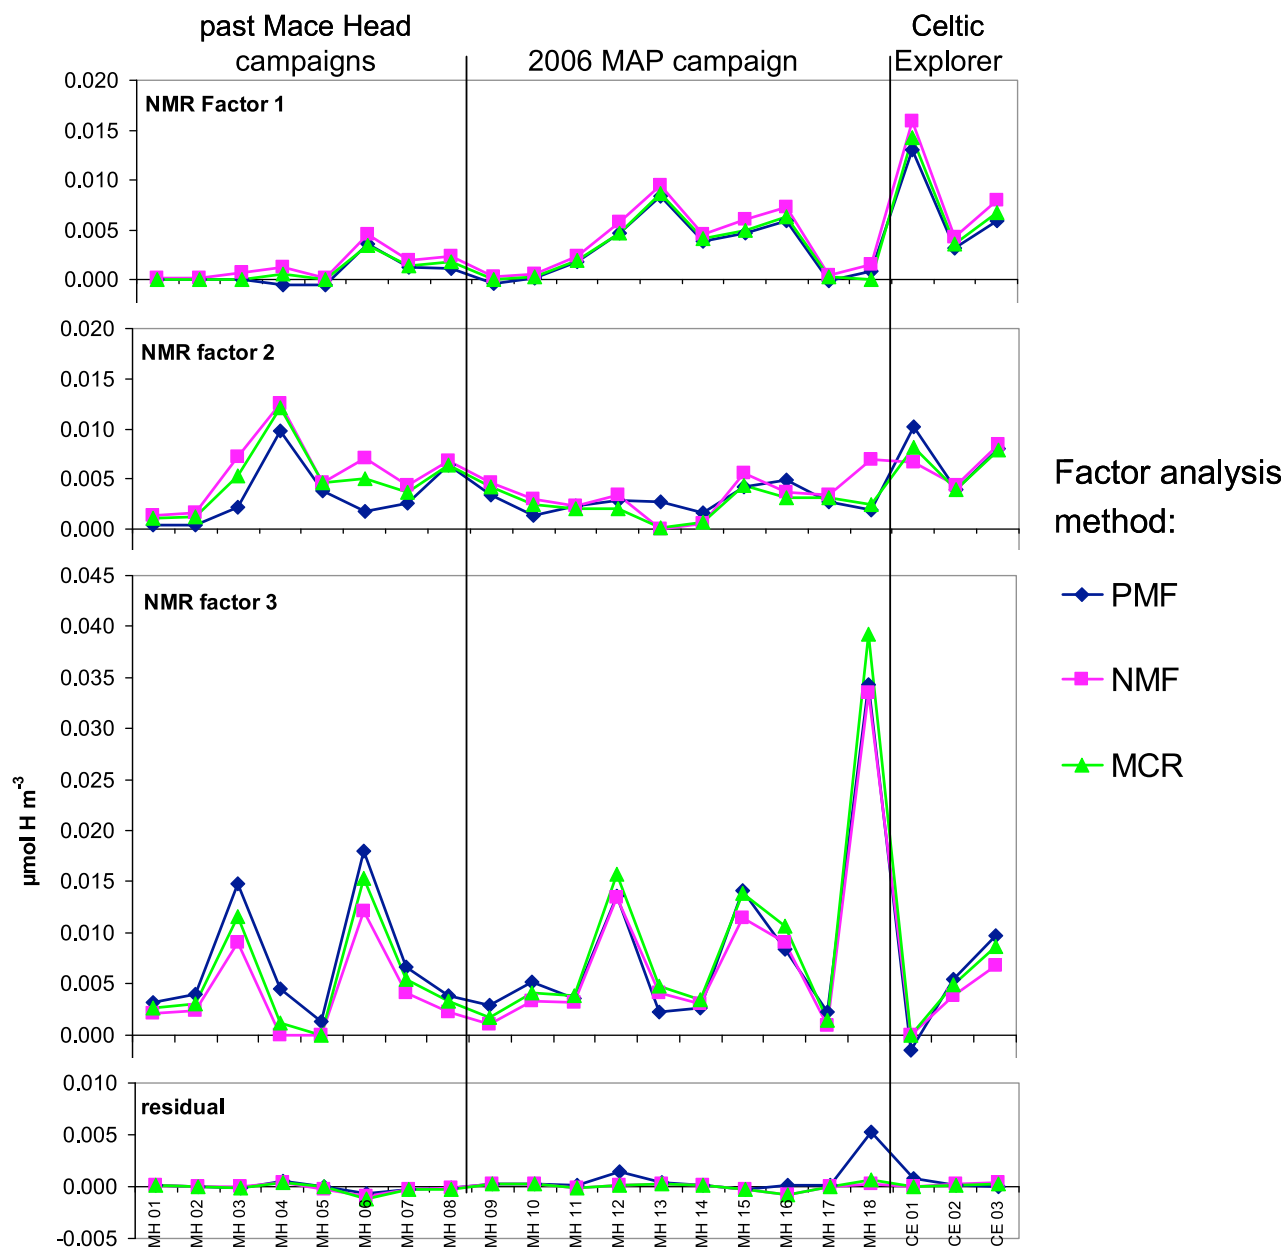 past Mace Head
campaigns
2006 MAP campaign
Celtic
Explorer
NMR Factor 1
0.020
0.015
0.010
0.005
0.000
NMR factor 2
0.020
0.015
0.010
0.005
0.000
NMR factor 3
0.045
0.040
0.035
0.030
0.025
0.020
0.015
0.010
0.005
0.000
µmol H m⁻³
residual
0.010
0.005
0.000
-0.005
MH 01
MH 02
MH 03
MH 04
MH 05
MH 06
MH 07
MH 08
MH 09
MH 10
MH 11
MH 12
MH 13
MH 14
MH 15
MH 16
MH 17
MH 18
CE 01
CE 02
CE 03
Factor analysis
method:
PMF
NMF
MCR